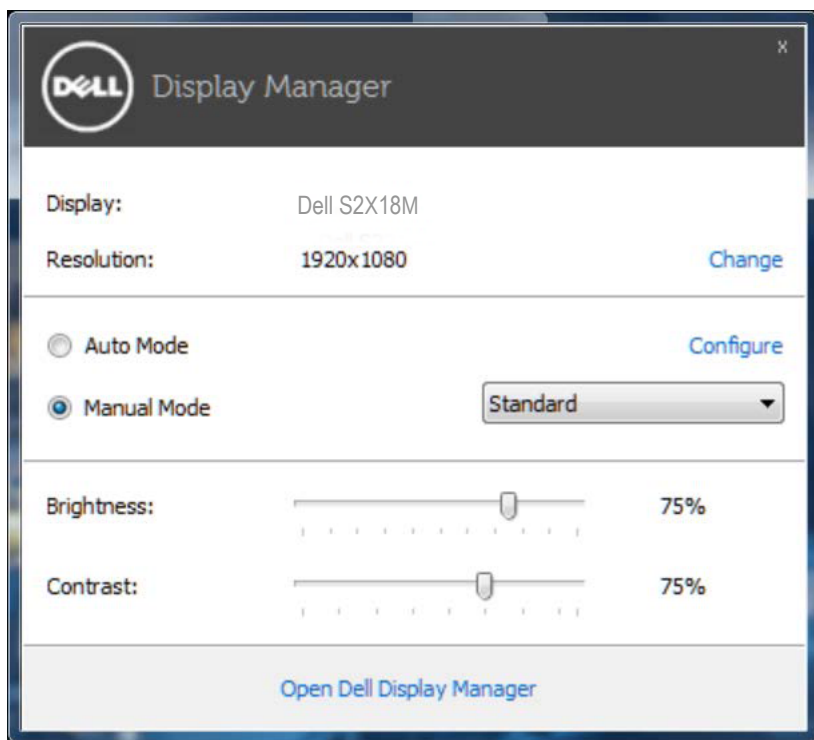 DELL Display Manager
x
Display: Dell S2X18M
Resolution: 1920x1080 Change
Auto Mode Configure
Manual Mode Standard
Brightness: 75%
Contrast: 75%
Open Dell Display Manager